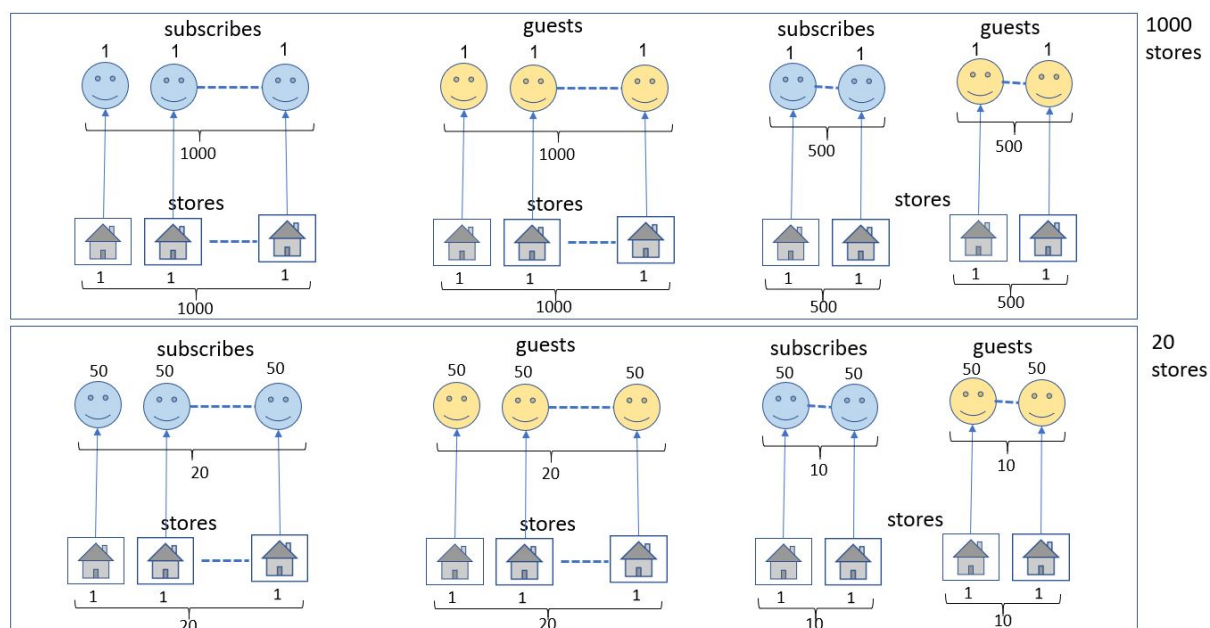 subscribes guests subscribes guests 1000
stores
1 1 1 1 1 1 1 1 1 1
1000 1000 500 500
stores stores stores
1 1 1 1 1 1 1 1 1 1
1000 1000 500 500
subscribes guests subscribes guests 20
stores
50 50 50 50 50 50 50 50 50 50
20 20 10 10
stores stores stores
1 1 1 1 1 1 1 1 1 1
20 20 10 10